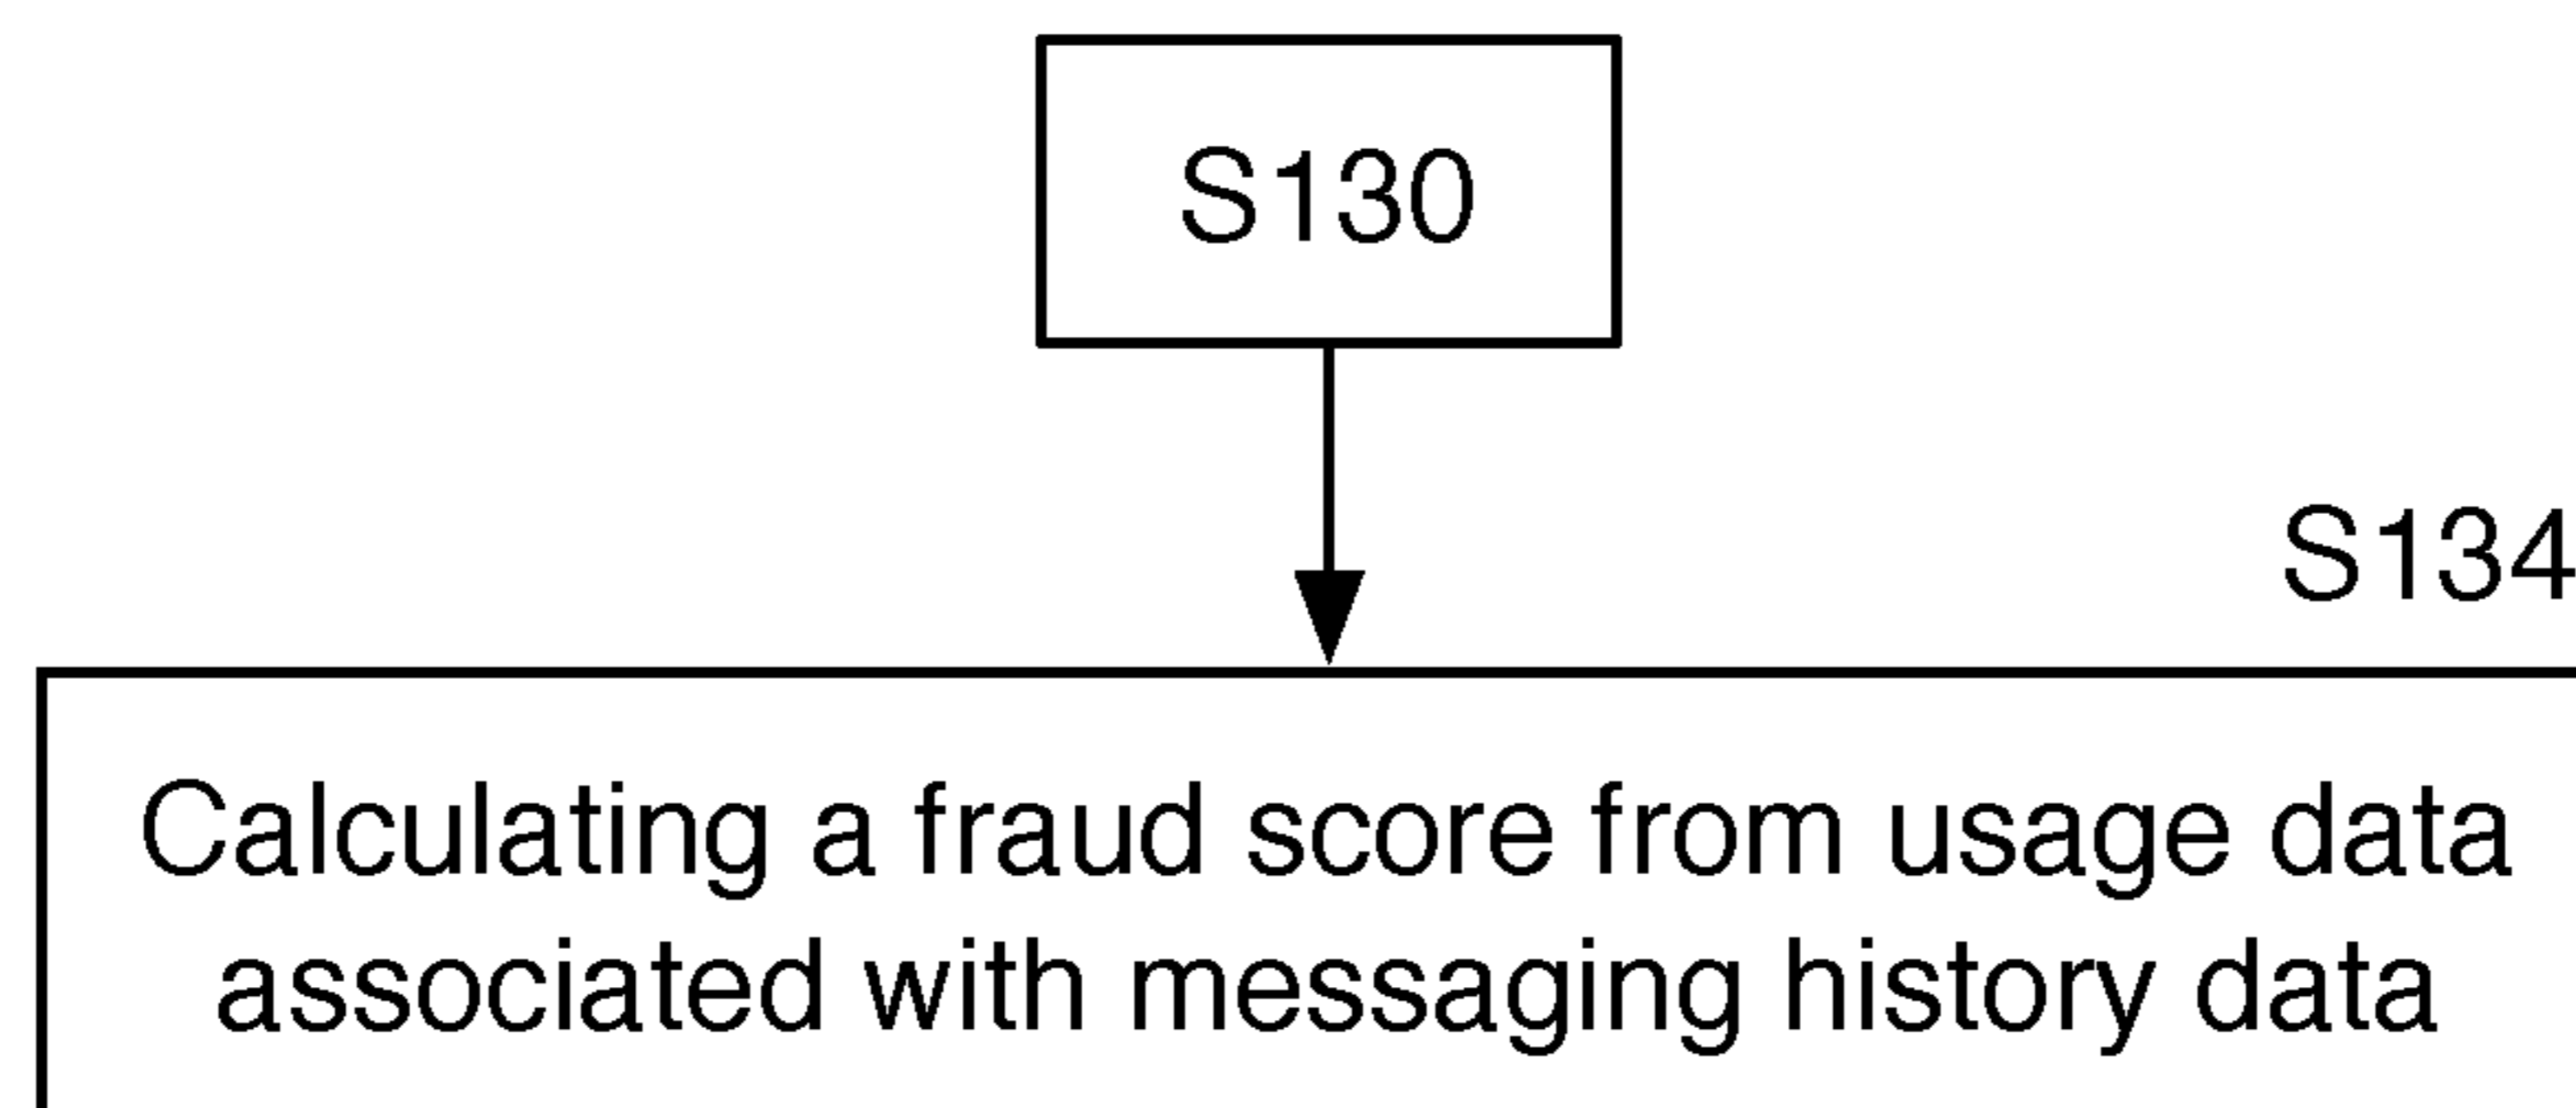 S130
S134
Calculating a fraud score from usage data
associated with messaging history data